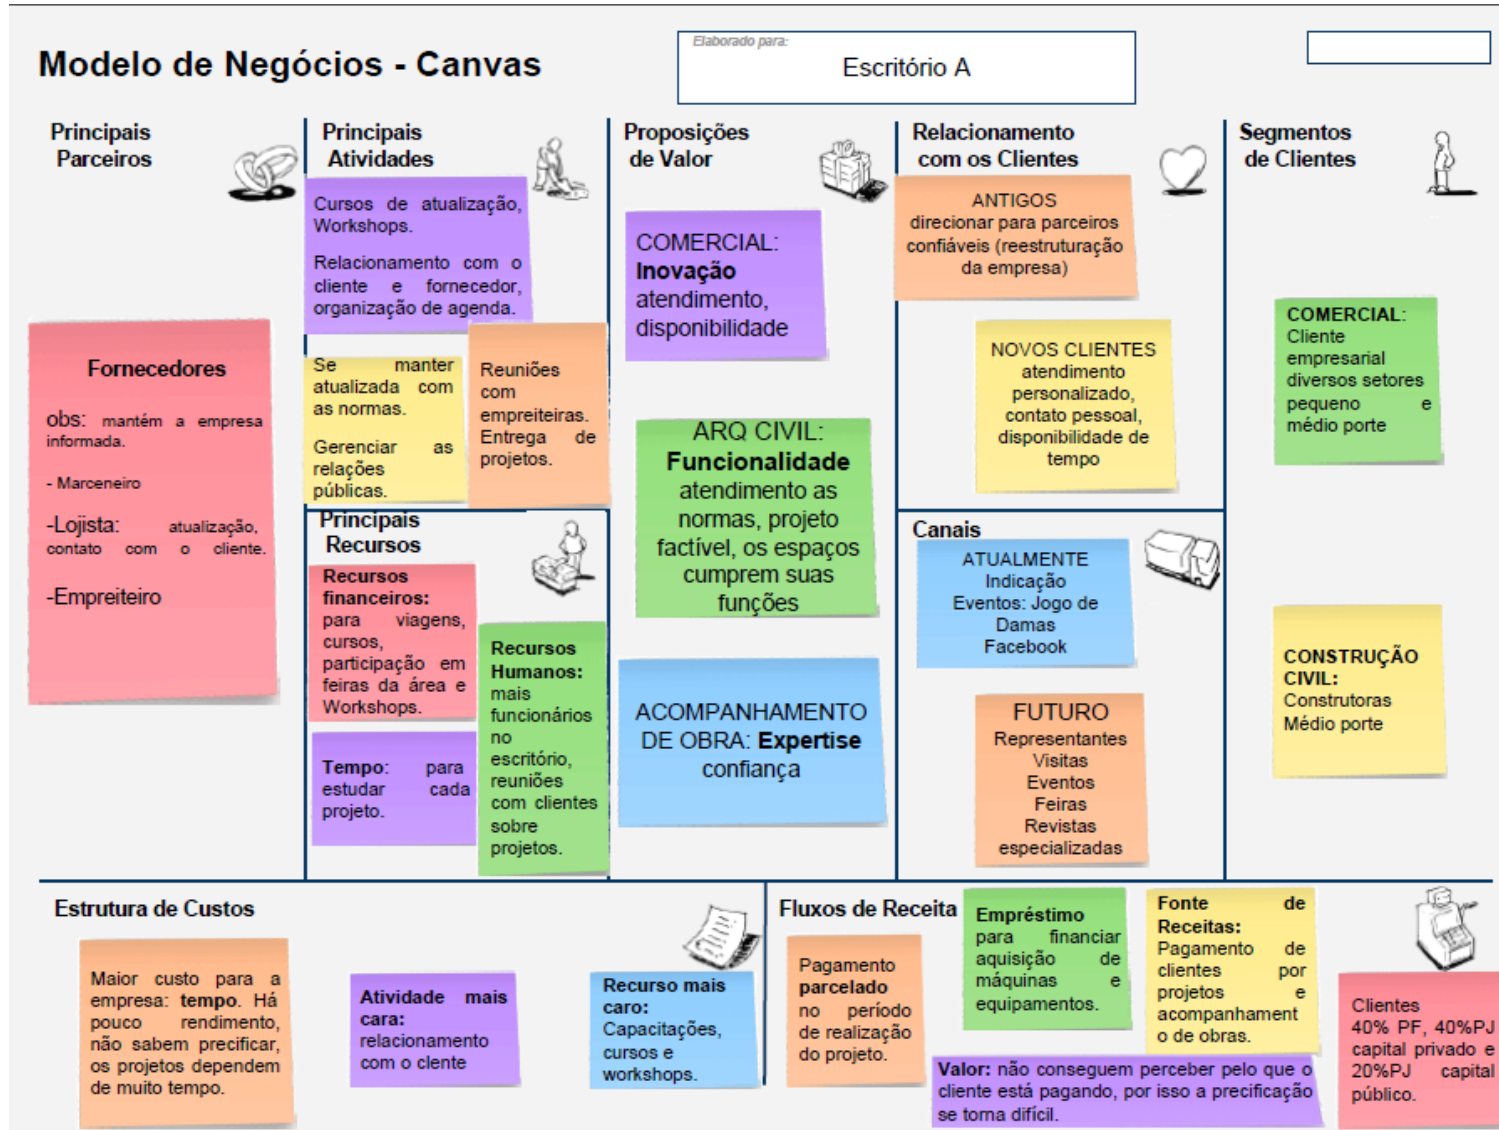 Modelo de Negócios - Canvas
Elaborado para:
Escritório A
Principais
Parceiros
Fornecedores
obs: mantém a empresa
informada.
- Marceneiro
-Lojista: atualização,
contato com o cliente.
-Empreiteiro
Principais
Atividades
Cursos de atualização,
Workshops.
Relacionamento com o
cliente e fornecedor,
organização de agenda.
Se manter
atualizada com
as normas.
Gerenciar as
relações
públicas.
Reuniões
com
empreiteiras.
Entrega de
projetos.
Principais
Recursos
Recursos
financeiros:
para viagens,
cursos,
participação em
feiras da área e
Workshops.
Tempo: para
estudar cada
projeto.
Recursos
Humanos:
mais
funcionários
no
escritório,
reuniões
com clientes
sobre
projetos.
Proposições
de Valor
COMERCIAL:
Inovação
atendimento,
disponibilidade
ARQ CIVIL:
Funcionalidade
atendimento as
normas, projeto
factível, os espaços
cumprem suas
funções
ACOMPANHAMENTO
DE OBRA: Expertise
confiança
Relacionamento
com os Clientes
ANTIGOS
direcionar para parceiros
confiáveis (reestruturação
da empresa)
NOVOS CLIENTES
atendimento
personalizado,
contato pessoal,
disponibilidade de
tempo
Canais
ATUALMENTE
Indicação
Eventos: Jogo de
Damas
Facebook
FUTURO
Representantes
Visitas
Eventos
Feiras
Revistas
especializadas
Segmentos
de Clientes
COMERCIAL:
Cliente
empresarial
diversos setores
pequeno e
médio porte
CONSTRUÇÃO
CIVIL:
Construtoras
Médio porte
Estrutura de Custos
Maior custo para a
empresa: tempo. Há
pouco rendimento,
não sabem precificar,
os projetos dependem
de muito tempo.
Atividade mais
cara:
relacionamento
com o clente
Recurso mais
caro:
Capacitações,
cursos e
workshops.
Fluxos de Receita
Pagamento
parcelado
no período
de realização
do projeto.
Empréstimo
para financiar
aquisição de
máquinas e
equipamentos.
Fonte de
Receitas:
Pagamento de
clientes por
projetos e
acompanhament
o de obras.
Valor: não conseguem perceber pelo que o
cliente está pagando, por isso a precificação
se torna difícil.
Clientes
40% PF, 40%PJ
capital privado e
20%PJ capital
público.